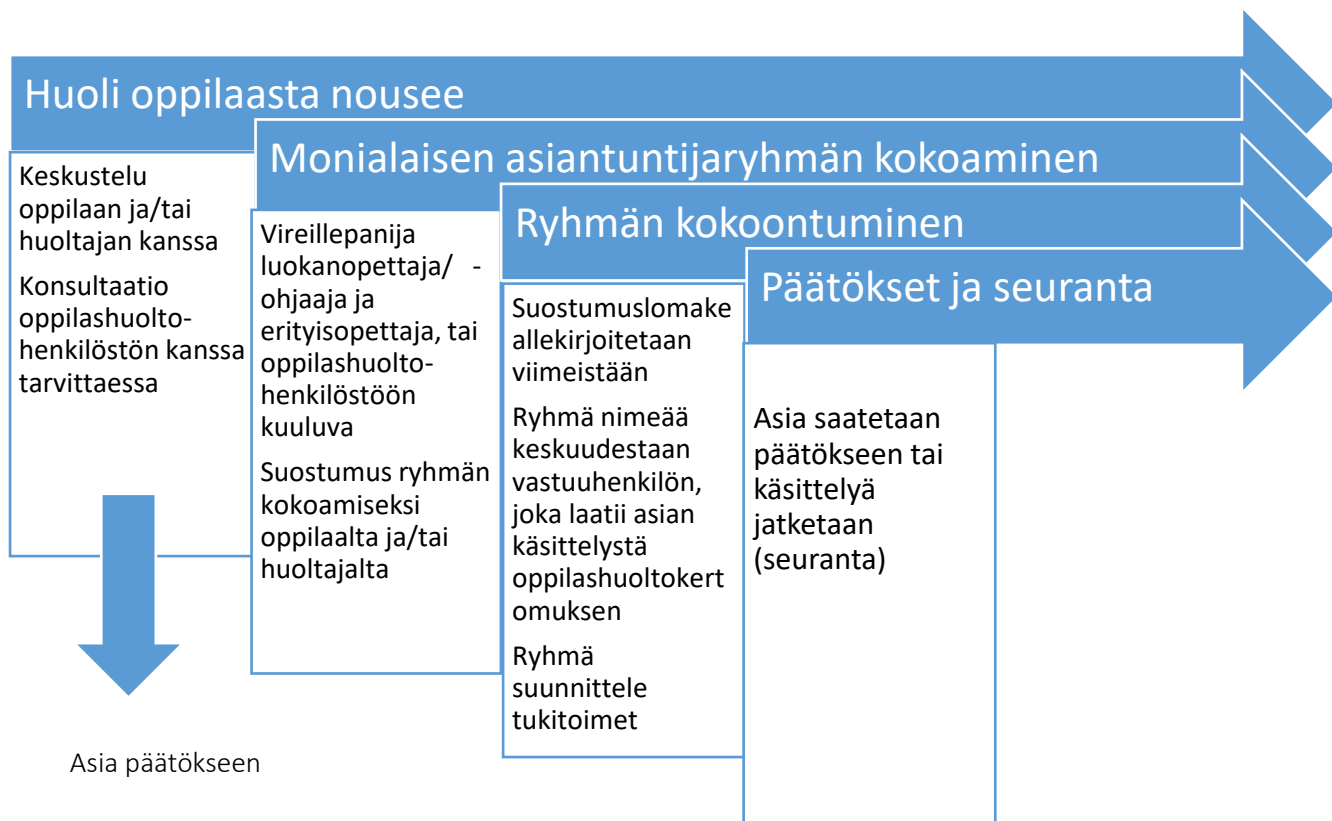 Huoli oppilaasta nousee
Keskustelu
oppilaan ja/tai
huoltajan kanssa
Konsultaatio
oppilashuolto-
henkilöstön kanssa
tarvittaessa
Asia päätökseen
Monialaisen asiantuntijaryhmän kokoaminen
Vireillepanija
luokanopettaja/ -
ohjaaja ja
erityisopettaja, tai
oppilashuolto-
henkilöstöön
kuuluva
Suostumus ryhmän
kokoamiseksi
oppilaalta ja/tai
huoltajalta
Ryhmän kokoontuminen
Suostumuslomake
allekirjoitetaan
viimeistään
Ryhmä nimeää
keskuudestaan
vastuuhenkilön,
joka laatii asian
käsittelystä
oppilashuoltokert
omuksen
Ryhmä
suunnittele
tukitoimet
Päätökset ja seuranta
Asia saatetaan
päätökseen tai
käsittelyä
jatketaan
(seuranta)